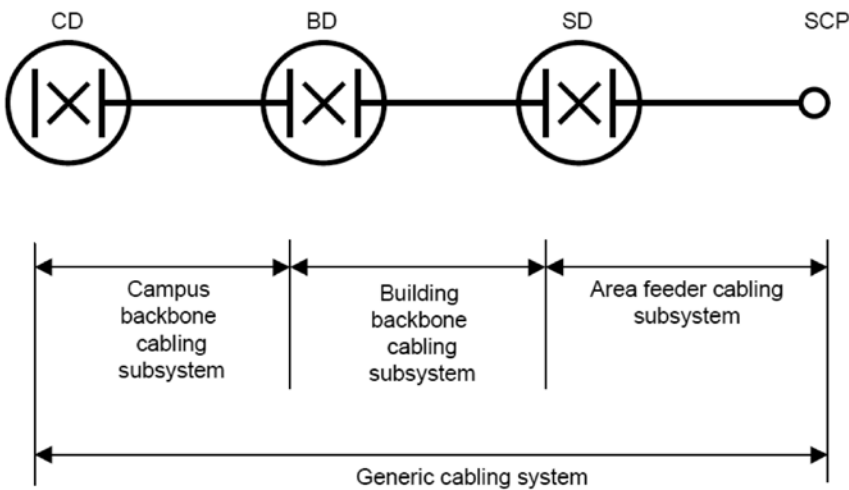 CD BD SD SCP
Campus
backbone
cabling
subsystem
Building
backbone
cabling
subsystem
Area feeder cabling
subsystem
Generic cabling system